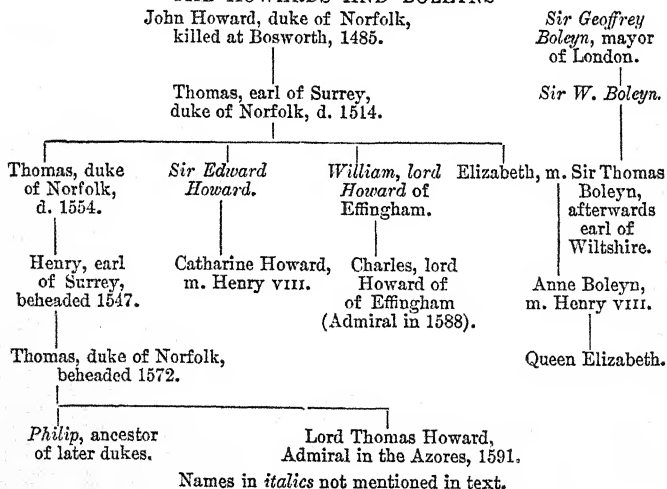 THE HOWARDS AND BOLEYNS
John Howard, duke of Norfolk,
killed at Bosworth, 1485.
Sir Geoffrey
Boleyn, mayor
of London.
Thomas, earl of Surrey,
duke of Norfolk, d. 1514.
Sir W. Boleyn.
Thomas, duke
of Norfolk,
d. 1554.
Sir Edward
Howard.
William, lord
Howard of
Effingham.
Elizabeth, m. Sir Thomas
Boleyn,
afterwards
earl of
Wiltshire.
Henry, earl
of Surrey,
beheaded 1547.
Catharine Howard,
m. Henry VIII.
Charles, lord
Howard of
of Effingham
(Admiral in 1588).
Anne Boleyn,
m. Henry VIII.
Thomas, duke of Norfolk,
beheaded 1572.
Queen Elizabeth.
Philip, ancestor
of later dukes.
Lord Thomas Howard,
Admiral in the Azores, 1591.
Names in italics not mentioned in text.